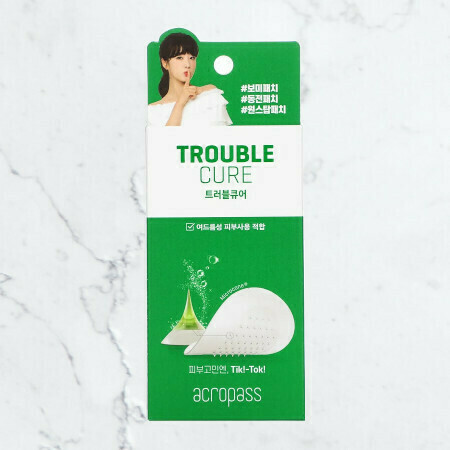 #보미패치
#동전패치
#원스탑패치
TROUBLE
CURE
트러블큐어
여드름성 피부사용 적합
Microcone®
피부고민엔, Tik!-Tok!
acropass